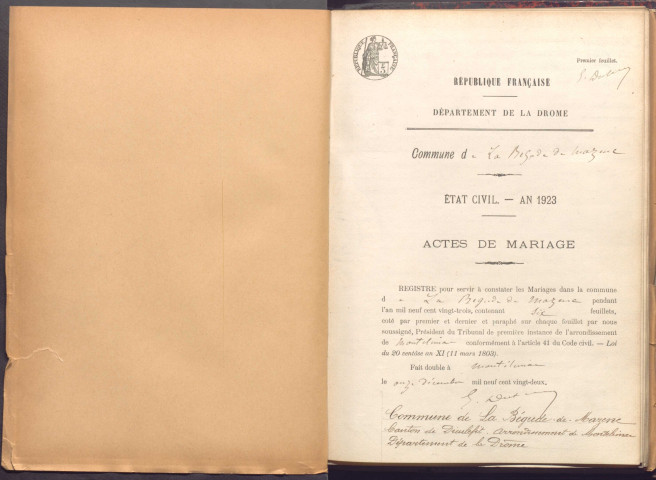 RÉPUBLIQUE FRANÇAISE
Premier feuillet.
RÉPUBLIQUE FRANÇAISE
DÉPARTEMENT DE LA DROME
Commune d e La Bégude de Mazenc
ÉTAT CIVIL. — AN 1923
ACTES DE MARIAGE
REGISTRE pour servir à constater les Mariages dans la commune
d e La Bégude de Mazenc pendant
l'an mil neuf cent vingt-trois, contenant six feuillets,
coté par premier et dernier et paraphé sur chaque feuillet par nous
soussigné, Président du Tribunal de première instance de l'arrondissement
de Montélimar conformément à l'article 41 du Code civil. — Loi
du 20 ventôse an XI (11 mars 1803).
Fait double à Montélimar
le onze Décembre mil neuf cent vingt-deux.
Commune de La Bégude-de-Mazenc
Canton de Dieulefit. Arrondissement de Montélimar
Département de la Drôme